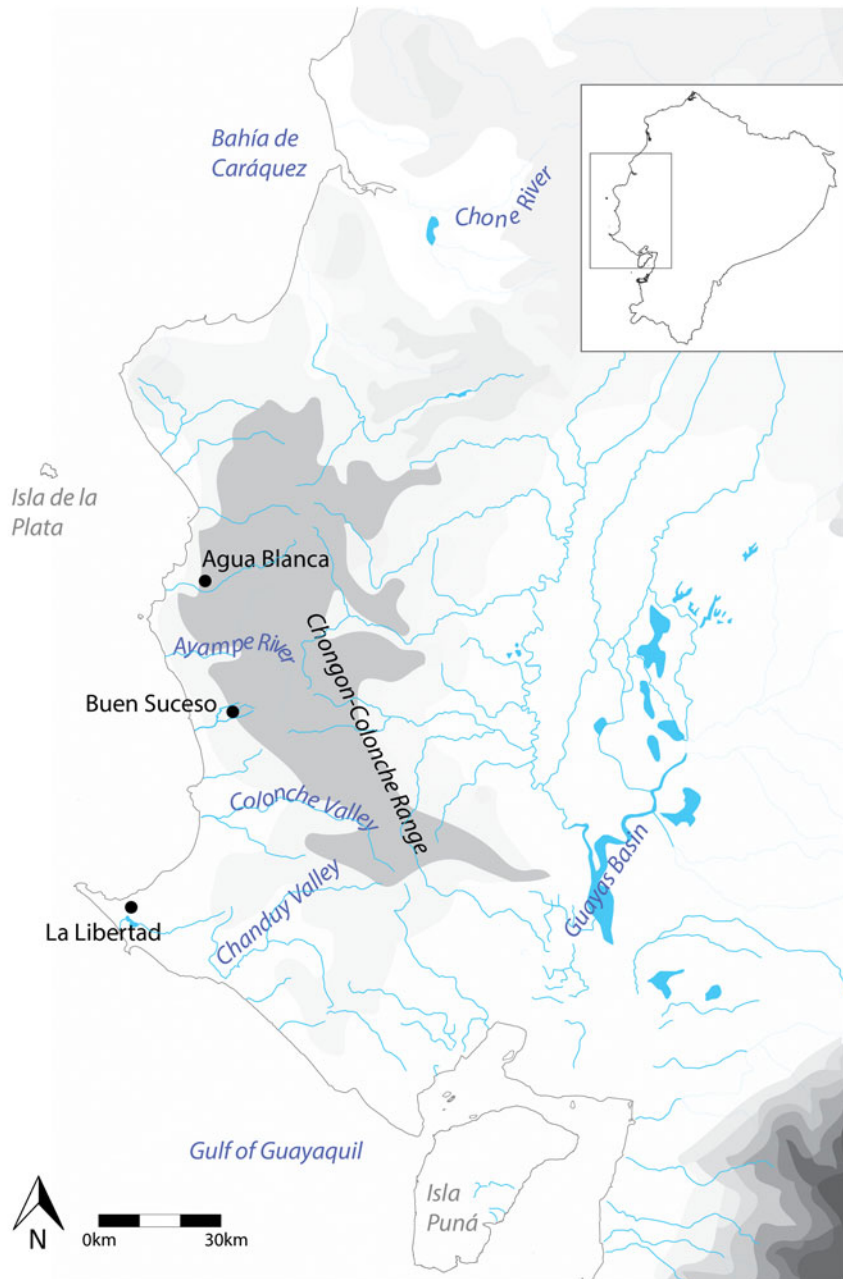 Bahía de
Caráquez
Chone River
Isla de la
Plata
Agua Blanca
Ayampe River
Chongon-Colonche Range
Buen Suceso
Colonche Valley
Chanduy Valley
Guayas Basin
La Libertad
Gulf of Guayaquil
Isla
Puná
N
0km
30km